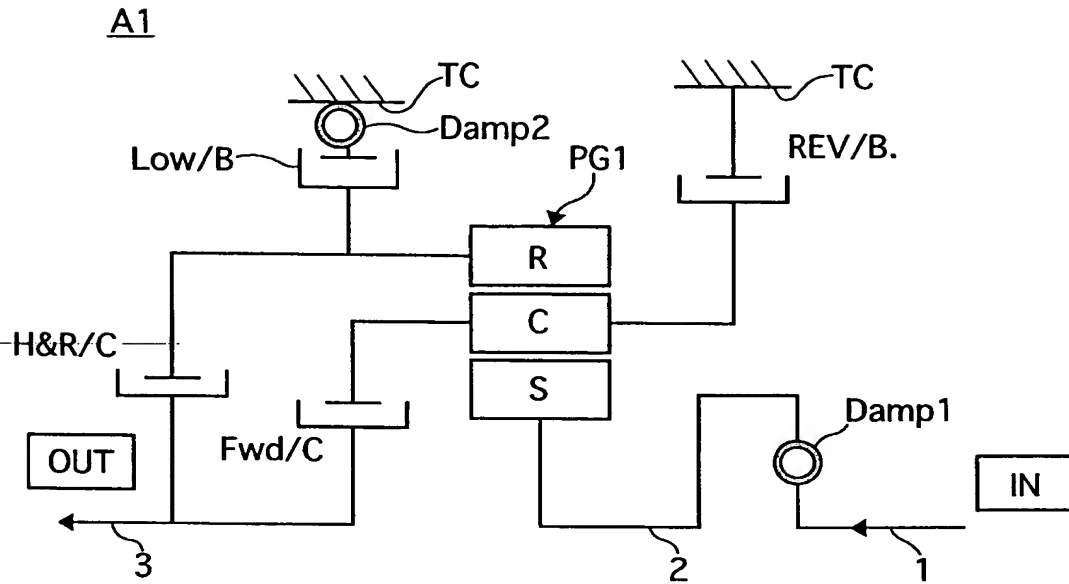 A1
TC
TC
Damp2
Low/B
PG1
REV/B.
R
C
H&R/C
S
Damp1
Fwd/C
OUT
IN
3
2
1